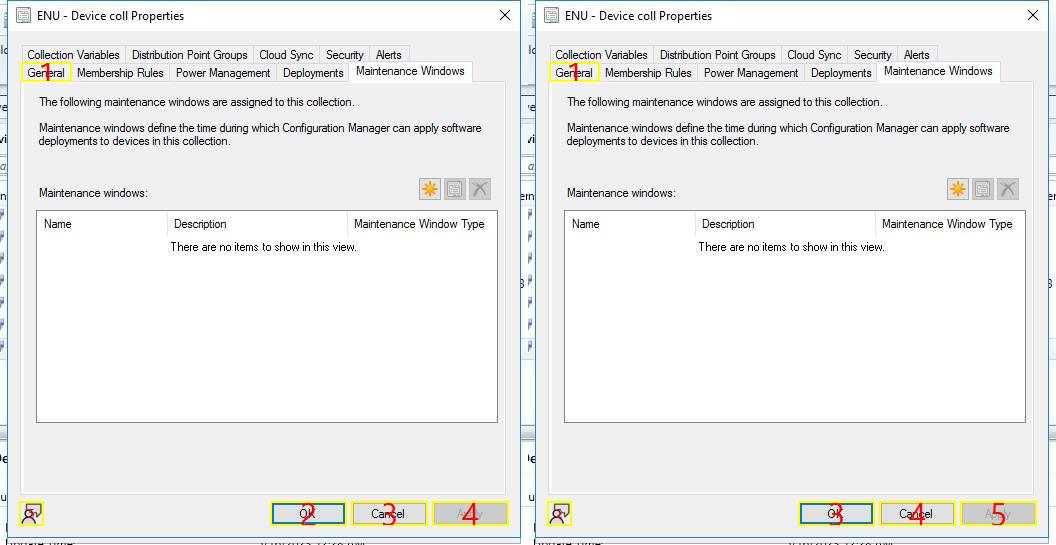 ENU - Device coll Properties
Collection Variables Distribution Point Groups Cloud Sync Security Alerts
General Membership Rules Power Management Deployments Maintenance Windows
1
The following maintenance windows are assigned to this collection.
Maintenance windows define the time during which Configuration Manager can apply software
deployments to devices in this collection.
Maintenance windows:
Name Description Maintenance Window Type
There are no items to show in this view.
OK Cancel Apply
2 3 4
ENU - Device coll Properties
Collection Variables Distribution Point Groups Cloud Sync Security Alerts
General Membership Rules Power Management Deployments Maintenance Windows
1
The following maintenance windows are assigned to this collection.
Maintenance windows define the time during which Configuration Manager can apply software
deployments to devices in this collection.
Maintenance windows:
Name Description Maintenance Window Type
There are no items to show in this view.
OK Cancel Apply
3 4 5